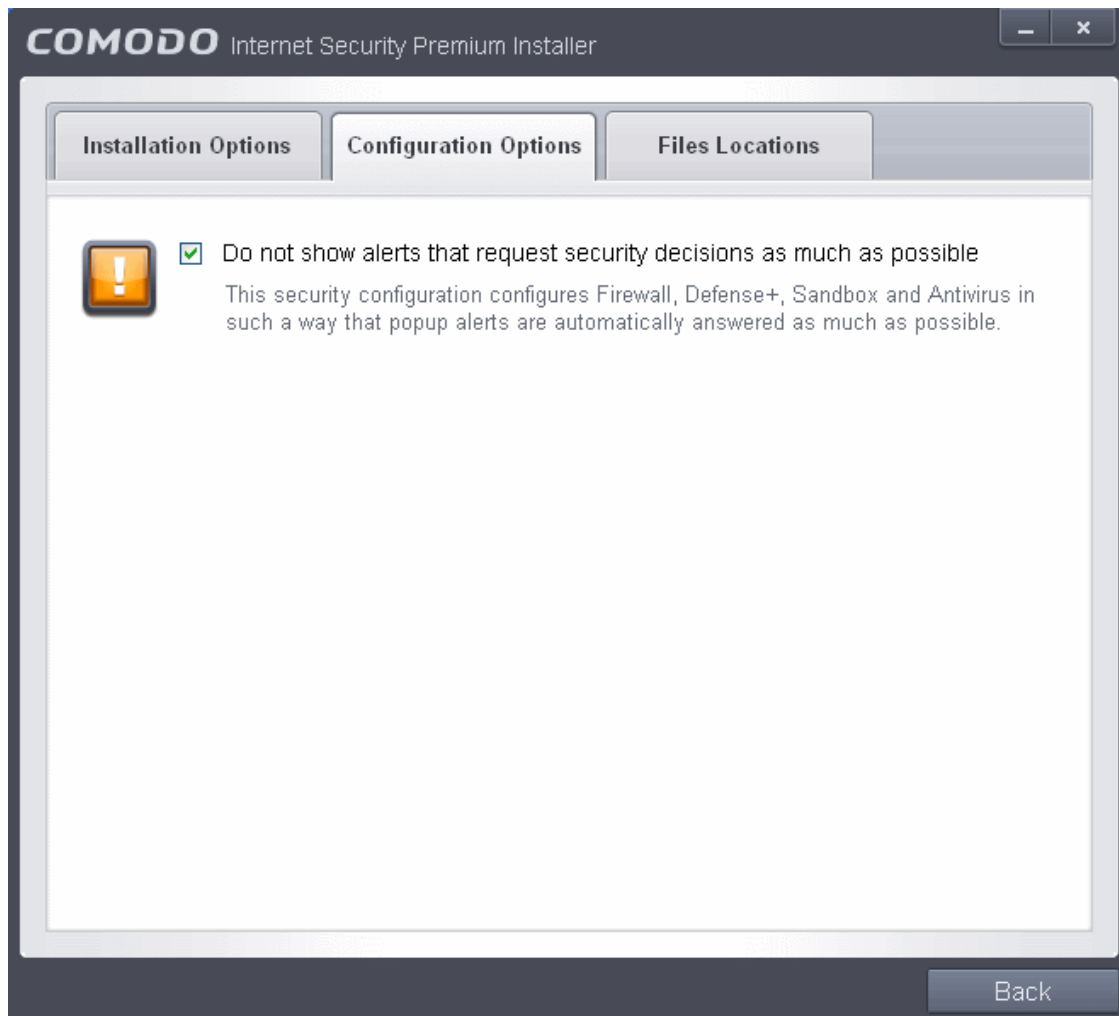 COMODO Internet Security Premium Installer
Installation Options
Configuration Options
Files Locations
Do not show alerts that request security decisions as much as possible
This security configuration configures Firewall, Defense+, Sandbox and Antivirus in
such a way that popup alerts are automatically answered as much as possible.
Back